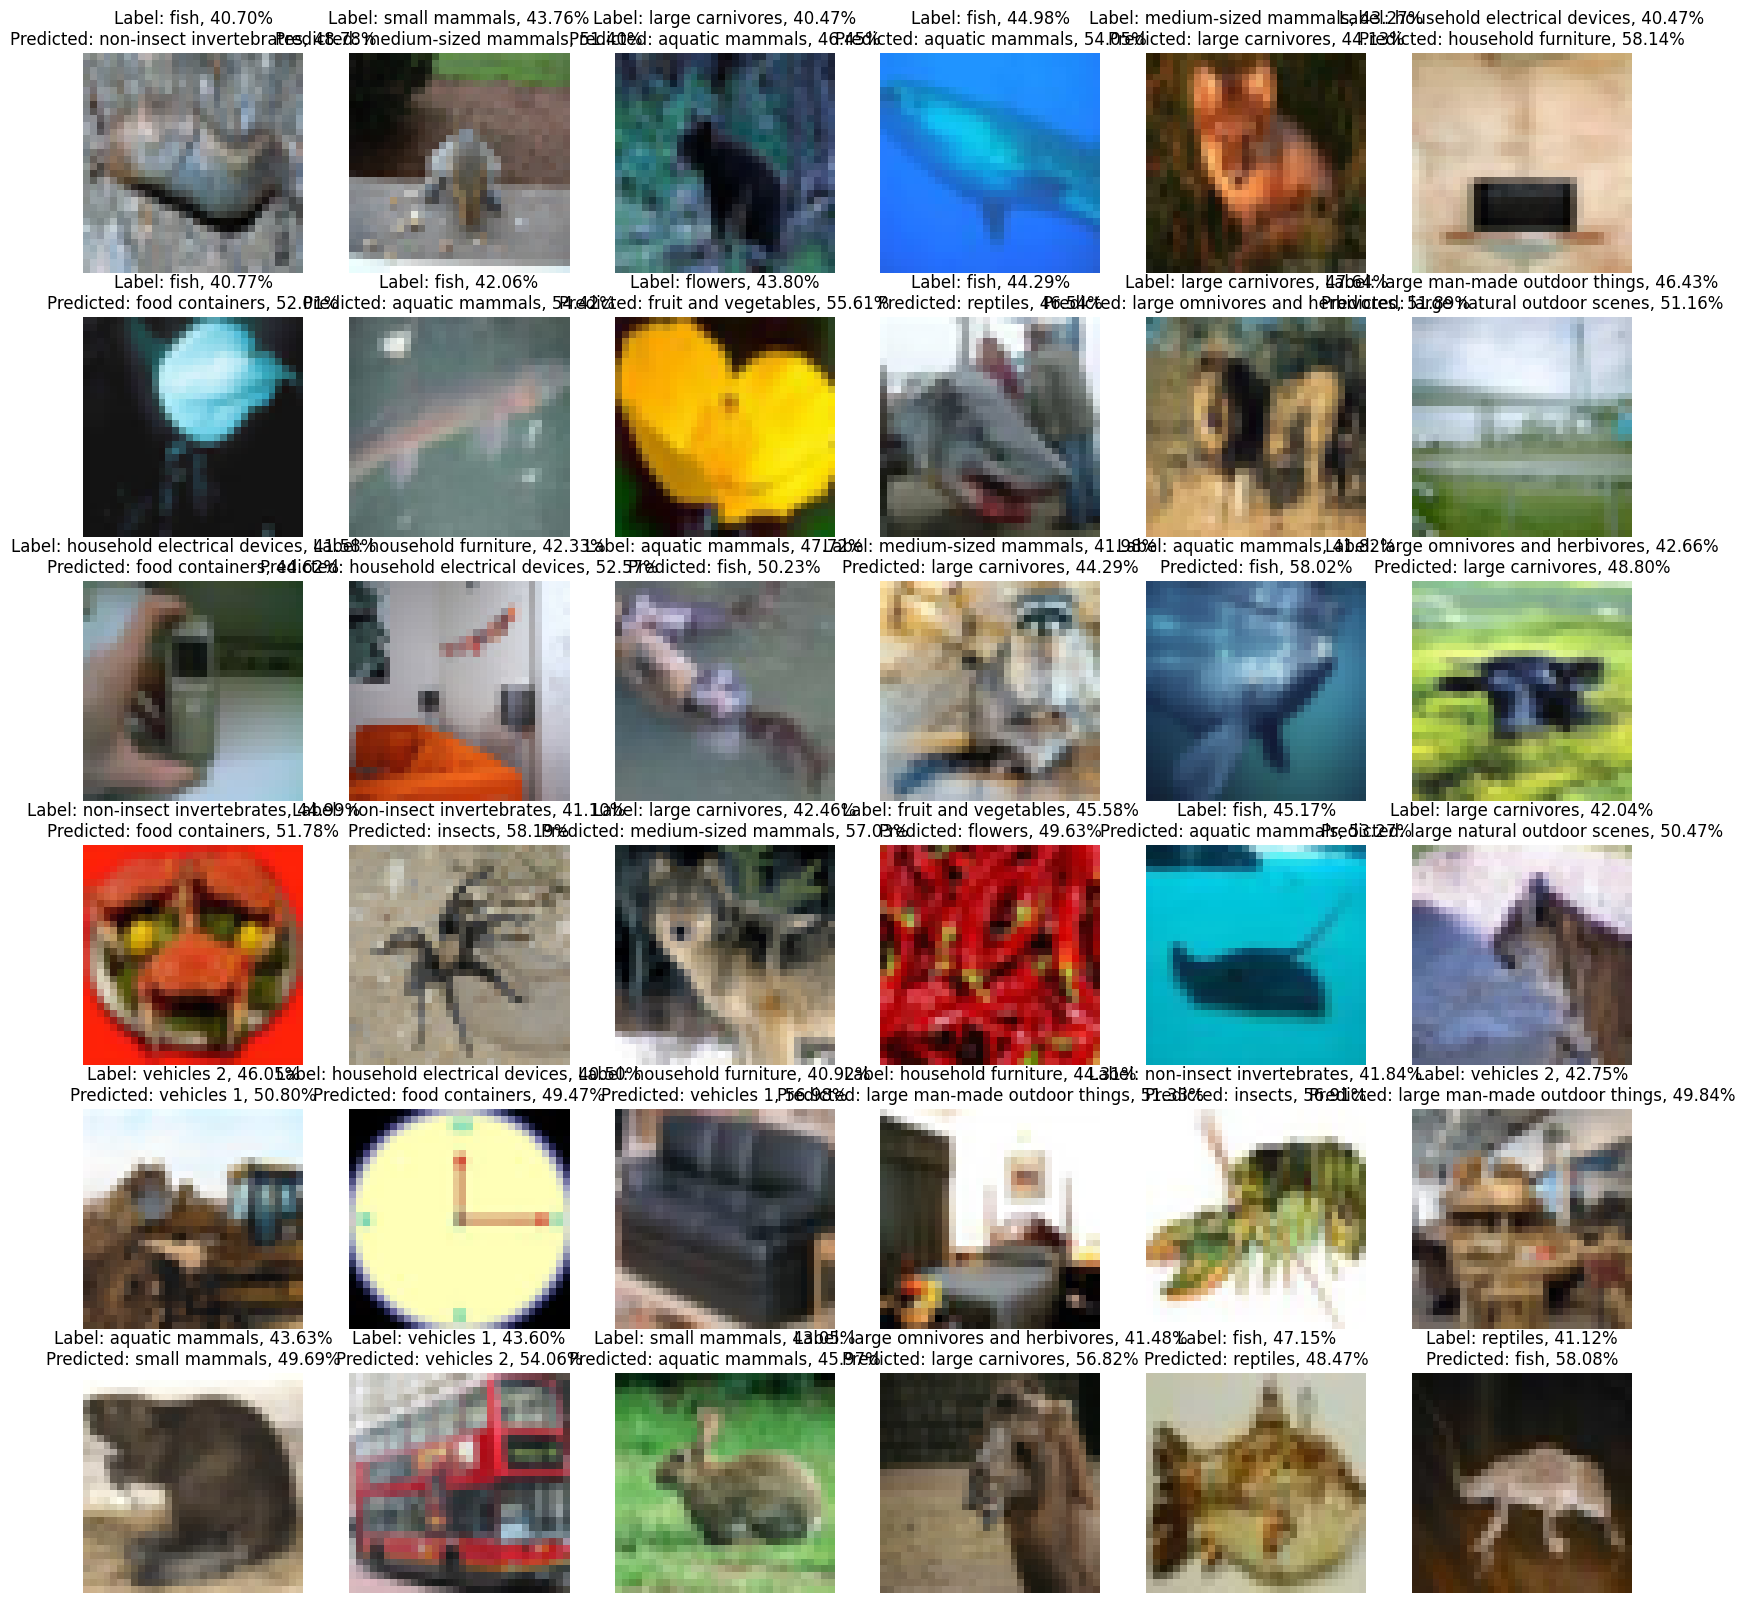 Label: fish, 40.70%
Predicted: non-insect invertebrates, 48.78%
Label: small mammals, 43.76%
Predicted: medium-sized mammals, 51.40%
Label: large carnivores, 40.47%
Predicted: aquatic mammals, 46.45%
Label: fish, 44.98%
Predicted: aquatic mammals, 54.05%
Label: medium-sized mammals, 43.27%
Predicted: large carnivores, 44.13%
Label: household electrical devices, 40.47%
Predicted: household furniture, 58.14%
Label: fish, 40.77%
Predicted: food containers, 52.01%
Label: fish, 42.06%
Predicted: aquatic mammals, 54.42%
Label: flowers, 43.80%
Predicted: fruit and vegetables, 55.61%
Label: fish, 44.29%
Predicted: reptiles, 46.54%
Label: large carnivores, 47.64%
Predicted: large omnivores and herbivores, 51.89%
Label: large man-made outdoor things, 46.43%
Predicted: large natural outdoor scenes, 51.16%
Label: household electrical devices, 41.58%
Predicted: food containers, 44.62%
Label: household furniture, 42.33%
Predicted: household electrical devices, 52.57%
Label: aquatic mammals, 47.72%
Predicted: fish, 50.23%
Label: medium-sized mammals, 41.98%
Predicted: large carnivores, 44.29%
Label: aquatic mammals, 41.82%
Predicted: fish, 58.02%
Label: large omnivores and herbivores, 42.66%
Predicted: large carnivores, 48.80%
Label: non-insect invertebrates, 44.99%
Predicted: food containers, 51.78%
Label: non-insect invertebrates, 41.10%
Predicted: insects, 58.19%
Label: large carnivores, 42.46%
Predicted: medium-sized mammals, 57.03%
Label: fruit and vegetables, 45.58%
Predicted: flowers, 49.63%
Label: fish, 45.17%
Predicted: aquatic mammals, 53.27%
Label: large carnivores, 42.04%
Predicted: large natural outdoor scenes, 50.47%
Label: vehicles 2, 46.05%
Predicted: vehicles 1, 50.80%
Label: household electrical devices, 40.50%
Predicted: food containers, 49.47%
Label: household furniture, 40.92%
Predicted: vehicles 1, 56.98%
Label: household furniture, 44.31%
Predicted: large man-made outdoor things, 51.33%
Label: non-insect invertebrates, 41.84%
Predicted: insects, 56.91%
Label: vehicles 2, 42.75%
Predicted: large man-made outdoor things, 49.84%
Label: aquatic mammals, 43.63%
Predicted: small mammals, 49.69%
Label: vehicles 1, 43.60%
Predicted: vehicles 2, 54.06%
Label: small mammals, 43.05%
Predicted: aquatic mammals, 45.97%
Label: large omnivores and herbivores, 41.48%
Predicted: large carnivores, 56.82%
Label: fish, 47.15%
Predicted: reptiles, 48.47%
Label: reptiles, 41.12%
Predicted: fish, 58.08%